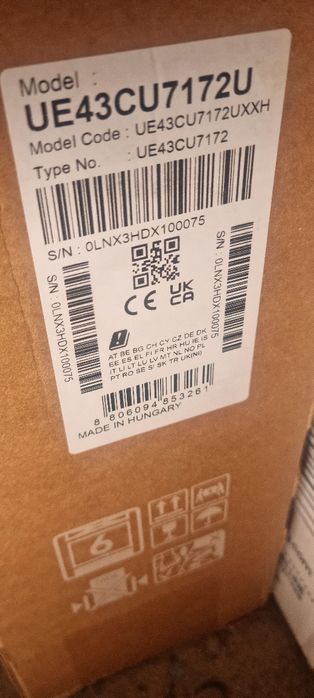 Model :
UE43CU7172U
Model Code : UE43CU7172UXXH
Type No. : UE43CU7172
S/N : 0LNX3HDX100075
S/N : 0LNX3HDX100075
S/N : 0LNX3HDX100075
CE UK
CA
AT BE BG CH CY CZ DE DK
EE ES EL FI FR HR HU IE IS
IT LI LT LU LV MT NL NO PL
PT RO SE SI SK TR UK(NI)
8 806094 853261
MADE IN HUNGARY
6